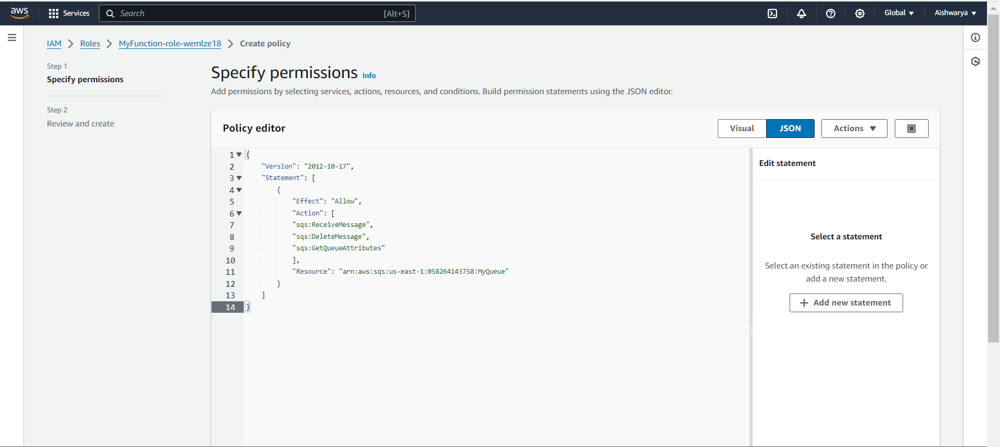 aws
Services
Search
[Alt+S]
Global
Aishwarya
IAM
Roles
MyFunction-role-wemlze18
Create policy
Step 1
Specify permissions
Step 2
Review and create
Specify permissions Info
Add permissions by selecting services, actions, resources, and conditions. Build permission statements using the JSON editor.
Policy editor
Visual
JSON
Actions
1 {
2 "Version": "2012-10-17",
3 "Statement": [
4 {
5 "Effect": "Allow",
6 "Action": [
7 "sqs:ReceiveMessage",
8 "sqs:DeleteMessage",
9 "sqs:GetQueueAttributes"
10 ],
11 "Resource": "arn:aws:sqs:us-east-1:058264143758:MyQueue"
12 }
13 ]
14 }
Edit statement
Select a statement
Select an existing statement in the policy or
add a new statement.
+ Add new statement